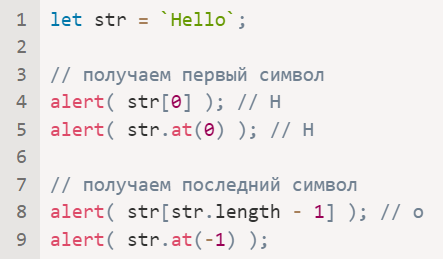 1 let str = `Hello`;
2
3 // получаем первый символ
4 alert( str[0] ); // H
5 alert( str.at(0) ); // H
6
7 // получаем последний символ
8 alert( str[str.length - 1] ); // o
9 alert( str.at(-1) );